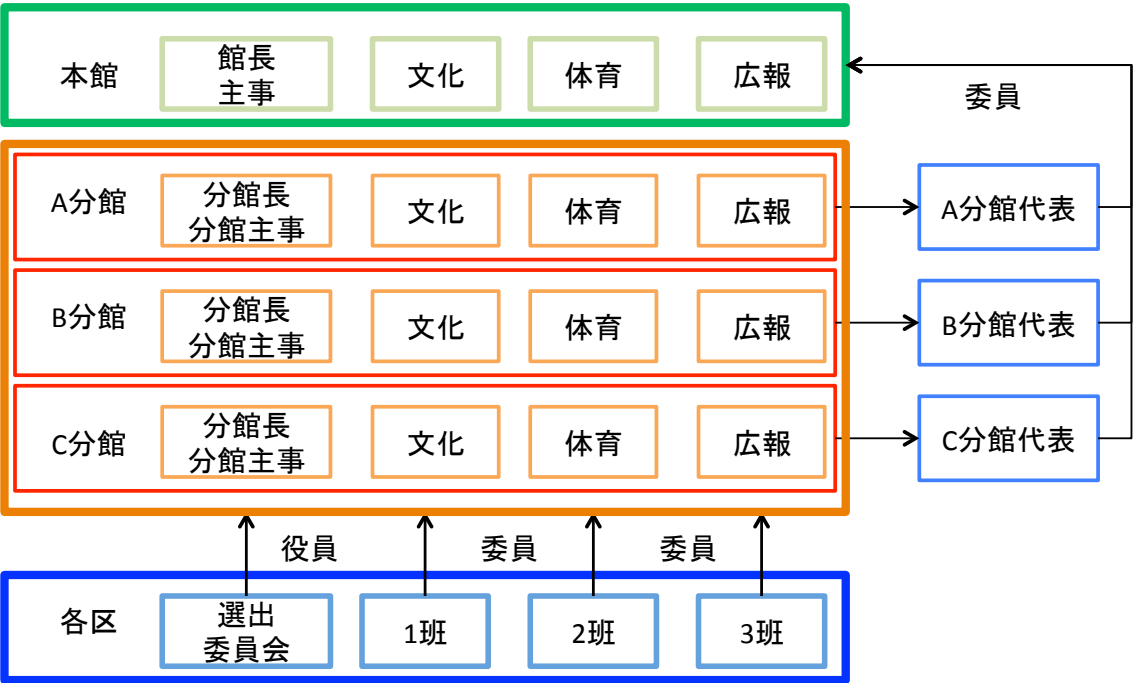 本館
館長
主事
文化
体育
広報
委員
A分館
分館長
分館主事
文化
体育
広報
A分館代表
B分館
分館長
分館主事
文化
体育
広報
B分館代表
C分館
分館長
分館主事
文化
体育
広報
C分館代表
役員
委員
委員
各区
選出
委員会
1班
2班
3班